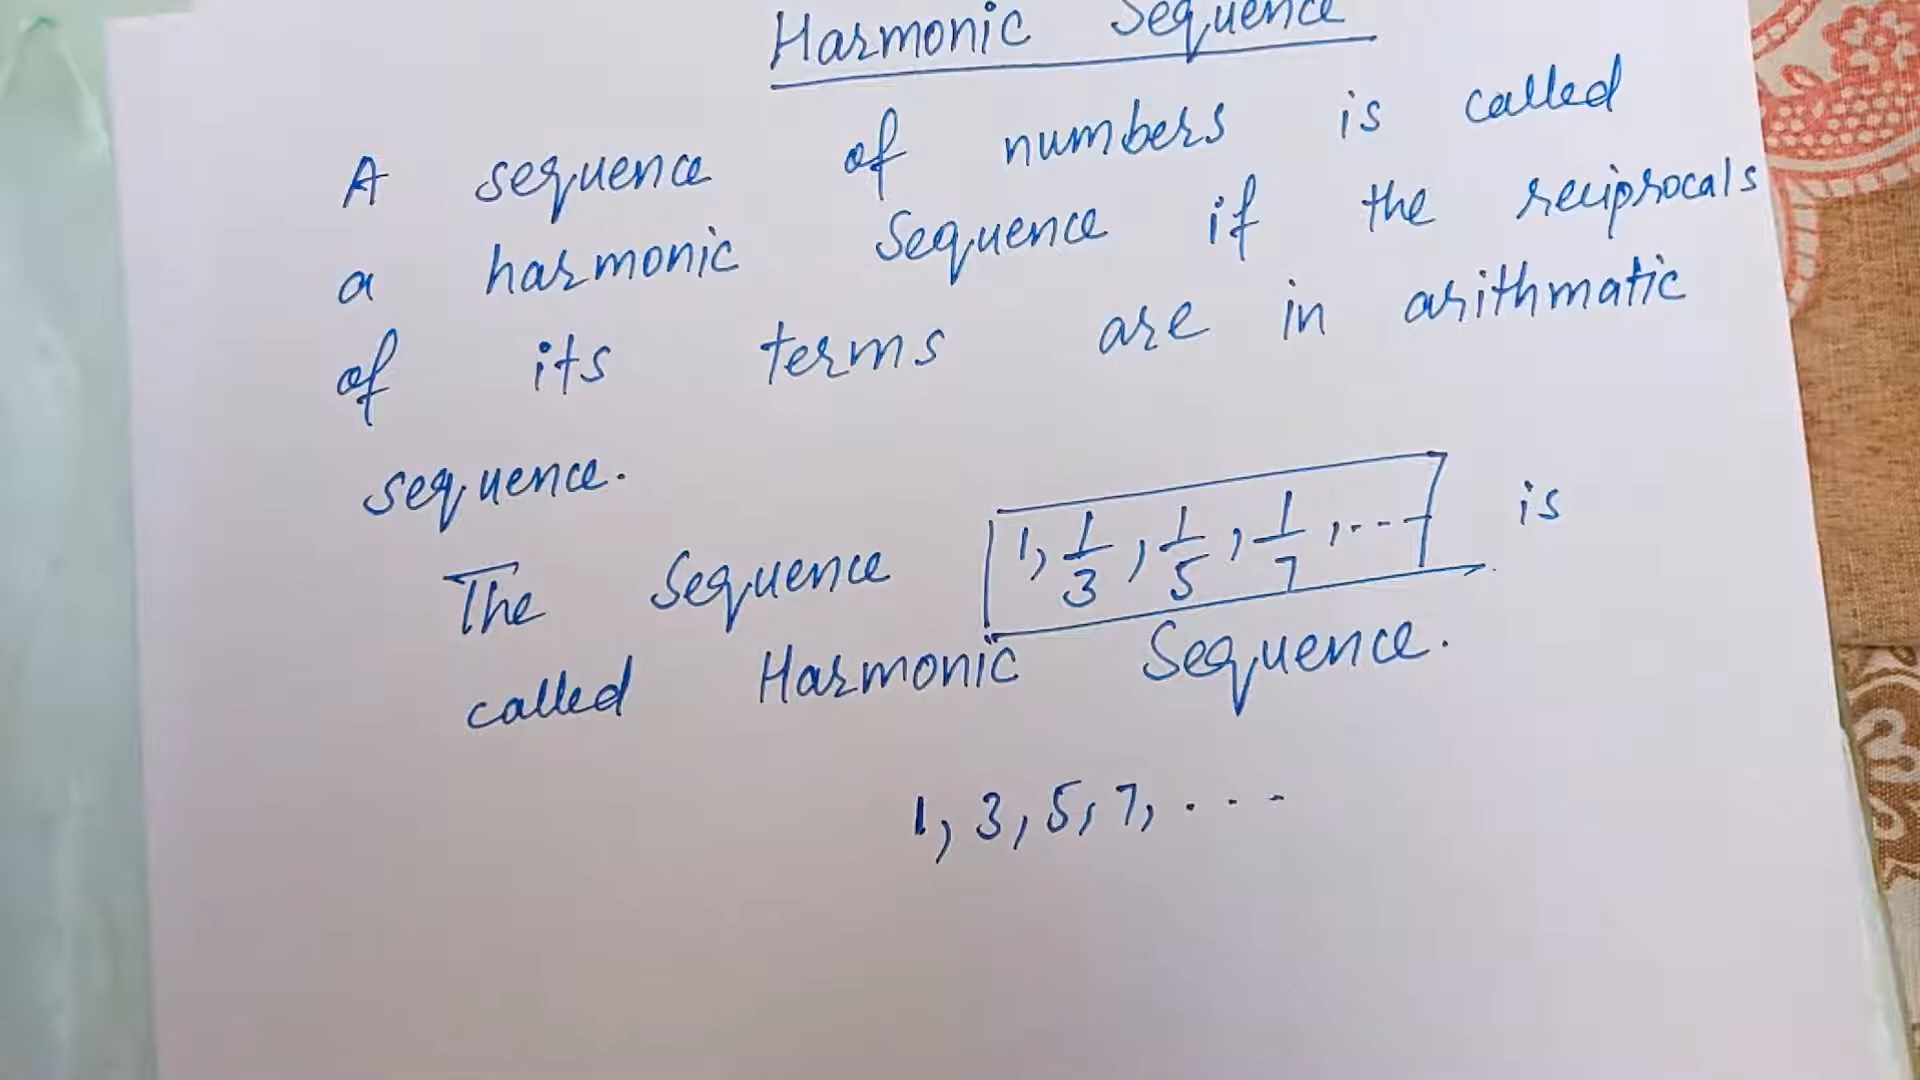 Harmonic Sequence
A sequence of numbers is called
a harmonic Sequence if the reciprocals
of its terms are in arithmatic
sequence.
The Sequence 1, 1/3, 1/5, 1/7, ... is
called Harmonic Sequence.
1, 3, 5, 7, ...